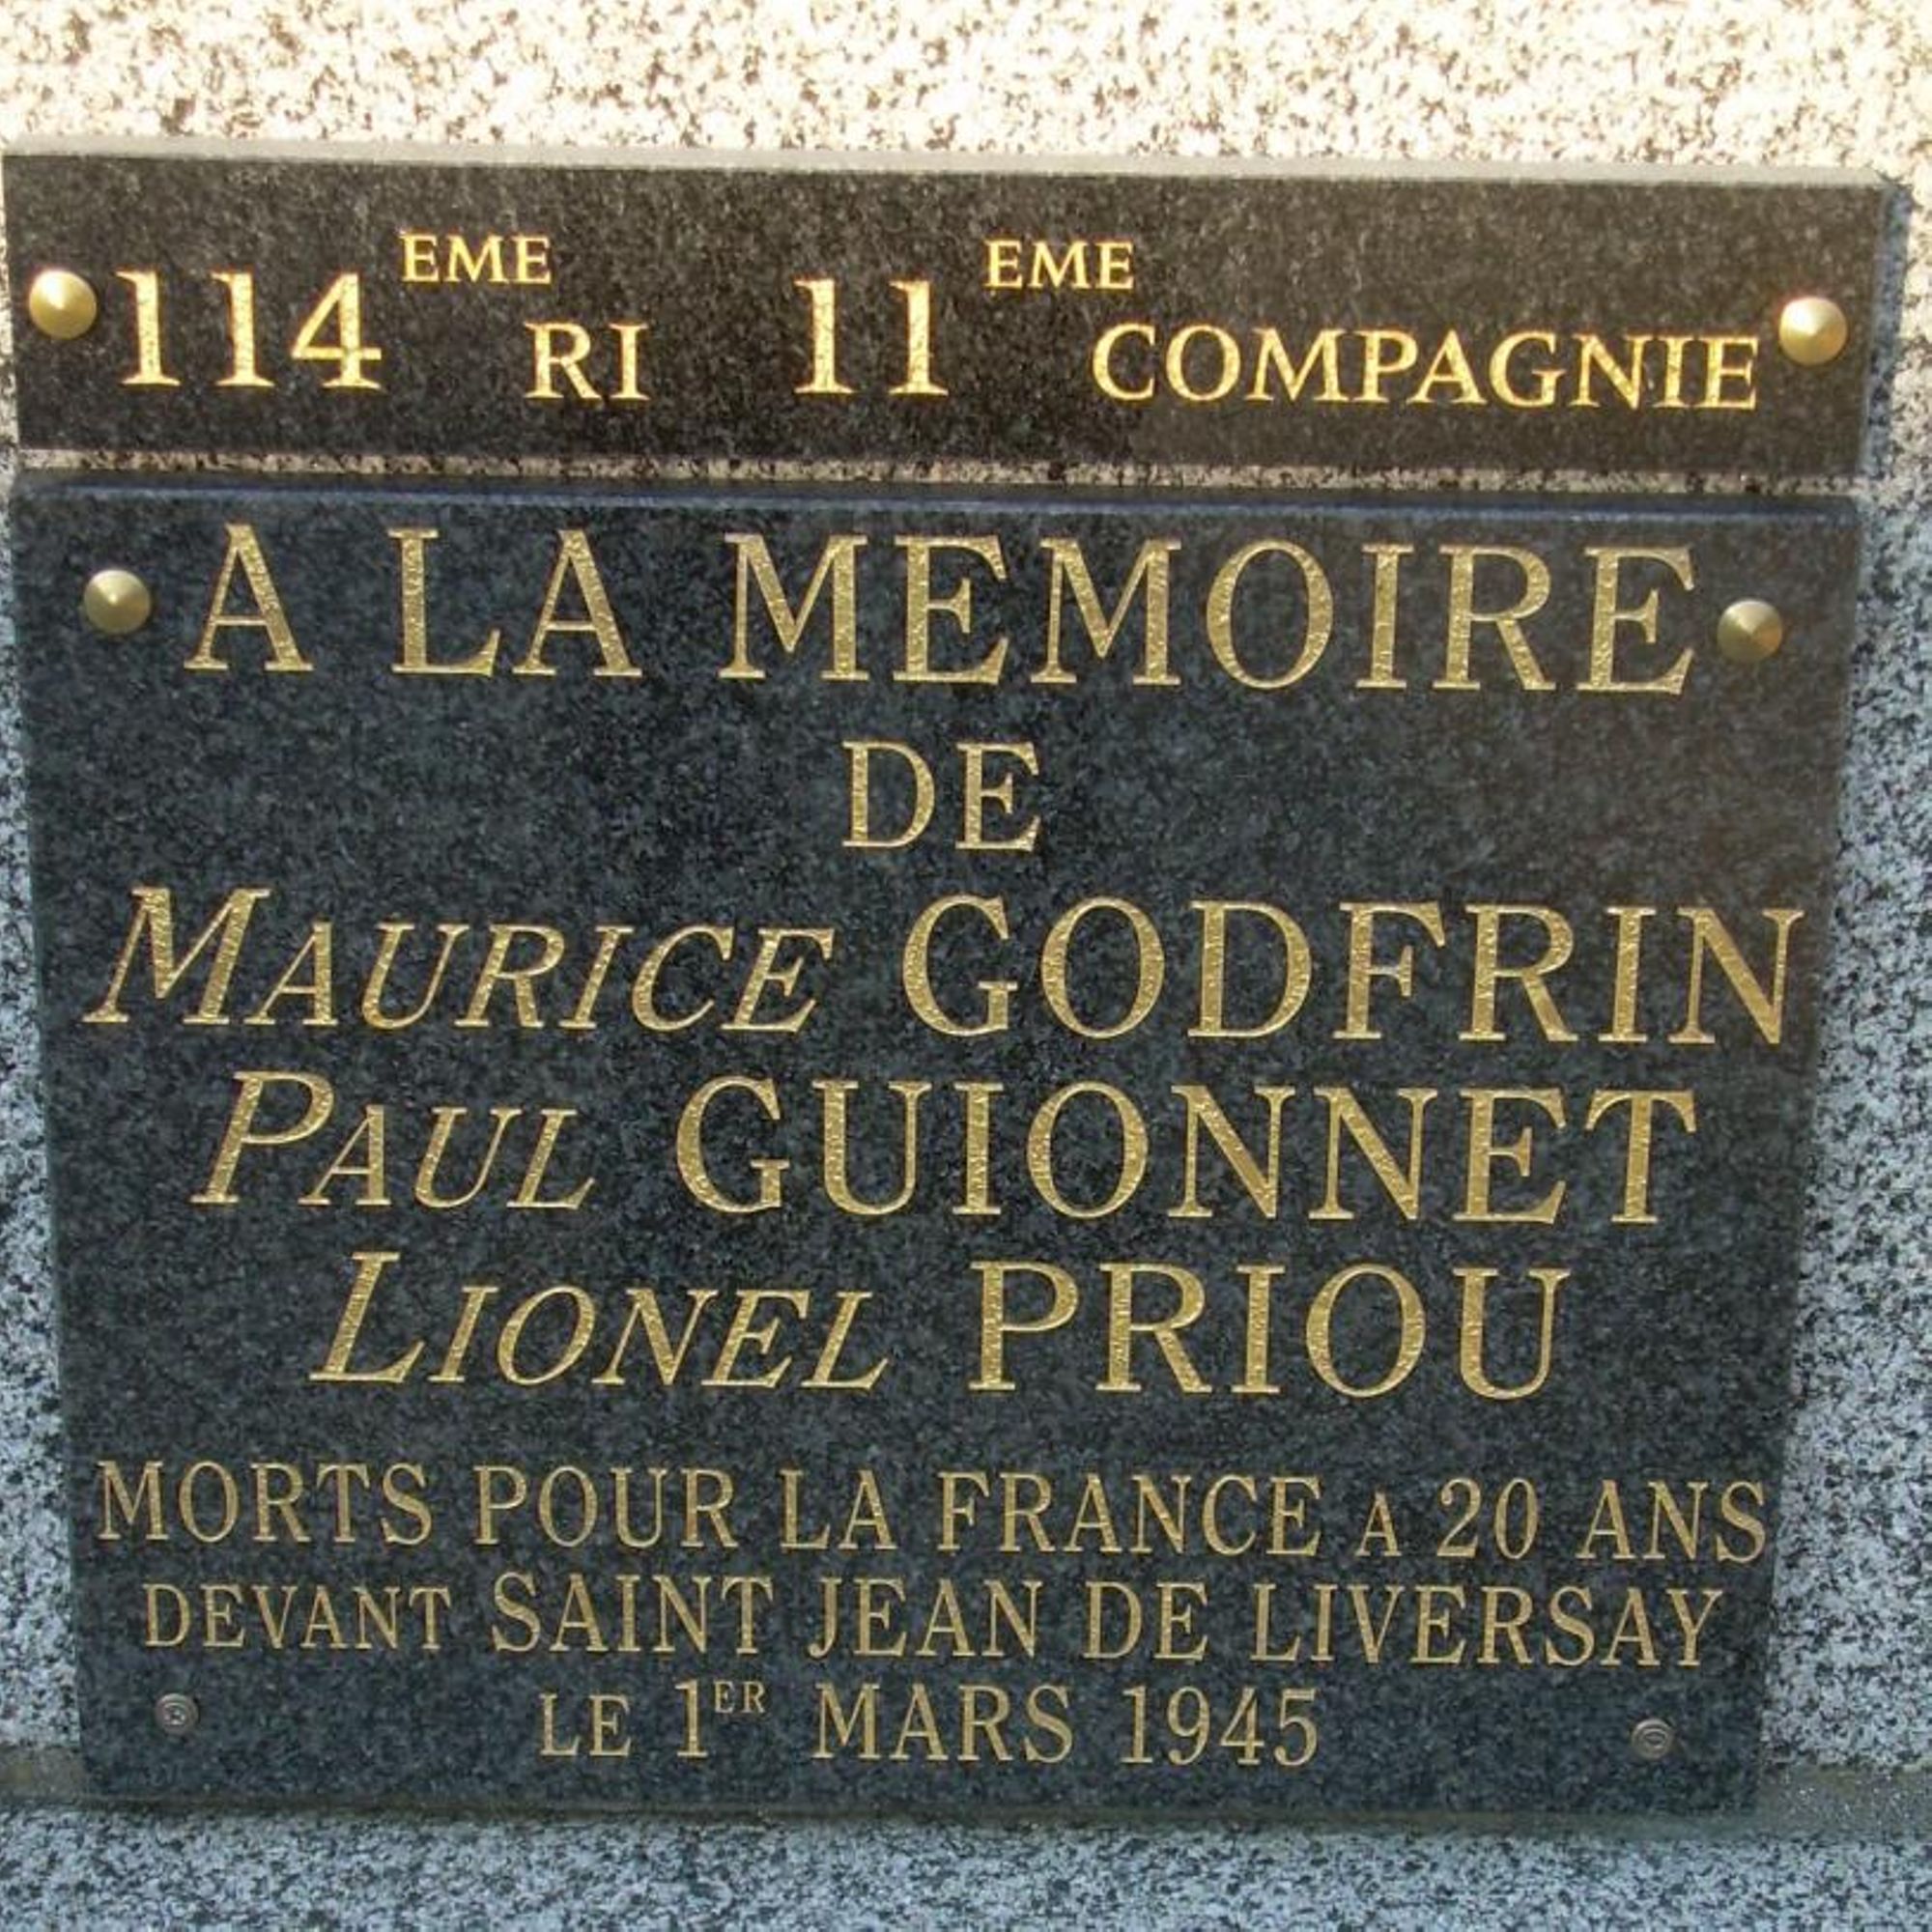 114EME RI 11EME COMPAGNIE
A LA MEMOIRE
DE
MAURICE GODFRIN
PAUL GUIONNET
LIONEL PRIOU
MORTS POUR LA FRANCE A 20 ANS
DEVANT SAINT JEAN DE LIVERSAY
LE 1ER MARS 1945